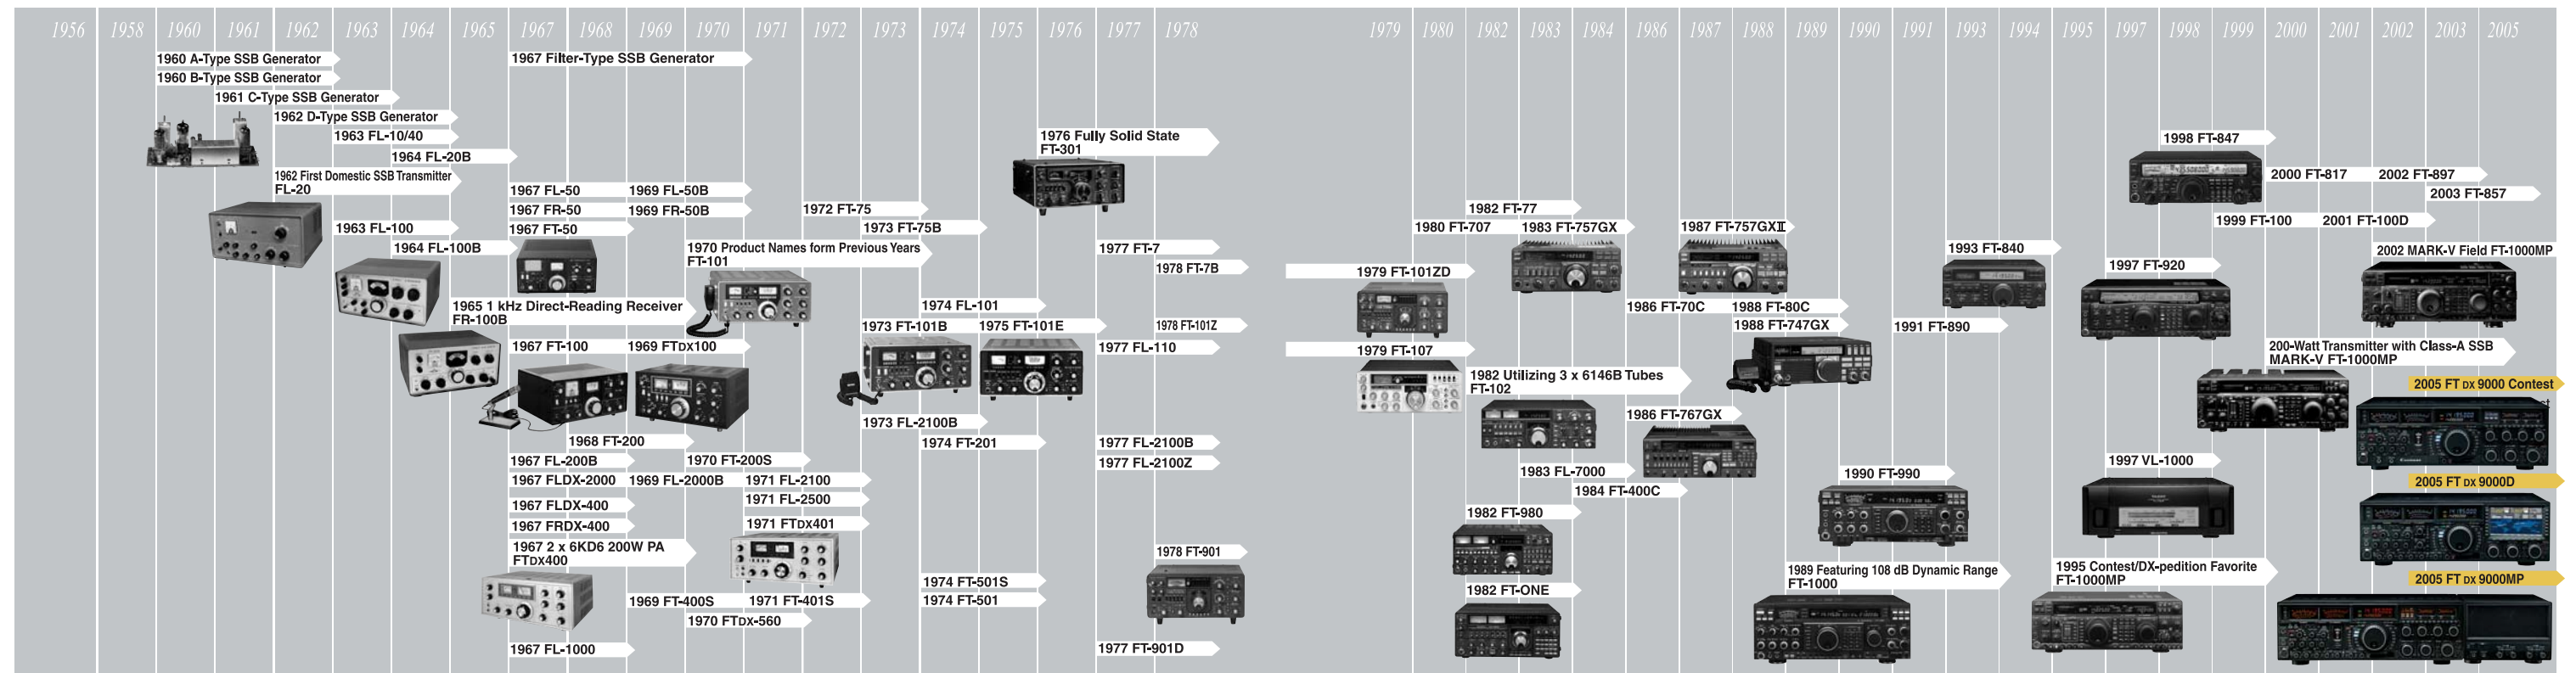 1956 1958 1960 1961 1962 1963 1964 1965 1967 1968 1969 1970 1971 1972 1973 1974 1975 1976 1977 1978 1979 1980 1982 1983 1984 1986 1987 1988 1989 1990 1991 1993 1994 1995 1997 1998 1999 2000 2001 2002 2003 2005
1960 A-Type SSB Generator
1960 B-Type SSB Generator
1961 C-Type SSB Generator
1962 D-Type SSB Generator
1963 FL-10/40
1964 FL-20B
1962 First Domestic SSB Transmitter
FL-20
1963 FL-100
1964 FL-100B
1965 1 kHz Direct-Reading Receiver
FR-100B
1967 Filter-Type SSB Generator
1967 FL-50 1969 FL-50B
1967 FR-50 1969 FR-50B
1967 FT-50
1970 Product Names form Previous Years
FT-101
1967 FT-100 1969 FTDX100
1968 FT-200
1967 FL-200B 1970 FT-200S
1967 FLDX-2000 1969 FL-2000B 1971 FL-2100
1971 FL-2500
1967 FLDX-400
1967 FRDX-400
1971 FTDX401
1967 2 x 6KD6 200W PA
FTDX400
1969 FT-400S 1971 FT-401S
1970 FTDX-560
1967 FL-1000
1972 FT-75
1973 FT-75B
1974 FL-101
1973 FT-101B 1975 FT-101E
1973 FL-2100B
1974 FT-201
1974 FT-501S
1974 FT-501
1976 Fully Solid State
FT-301
1977 FT-7
1978 FT-7B
1978 FT-101Z
1977 FL-110
1977 FL-2100B
1977 FL-2100Z
1978 FT-901
1977 FT-901D
1979 FT-101ZD
1979 FT-107
1982 FT-77
1980 FT-707 1983 FT-757GX
1982 Utilizing 3 x 6146B Tubes
FT-102
1983 FL-7000
1984 FT-400C
1982 FT-980
1982 FT-ONE
1987 FT-757GXⅡ
1986 FT-70C 1988 FT-80C
1988 FT-747GX
1986 FT-767GX
1990 FT-990
1989 Featuring 108 dB Dynamic Range
FT-1000
1993 FT-840
1991 FT-890
1998 FT-847
2000 FT-817 2002 FT-897
2003 FT-857
1999 FT-100 2001 FT-100D
1997 FT-920
2002 MARK-V Field FT-1000MP
200-Watt Transmitter with Class-A SSB
MARK-V FT-1000MP
2005 FT DX 9000 Contest
1997 VL-1000
2005 FT DX 9000D
1995 Contest/DX-pedition Favorite
FT-1000MP
2005 FT DX 9000MP